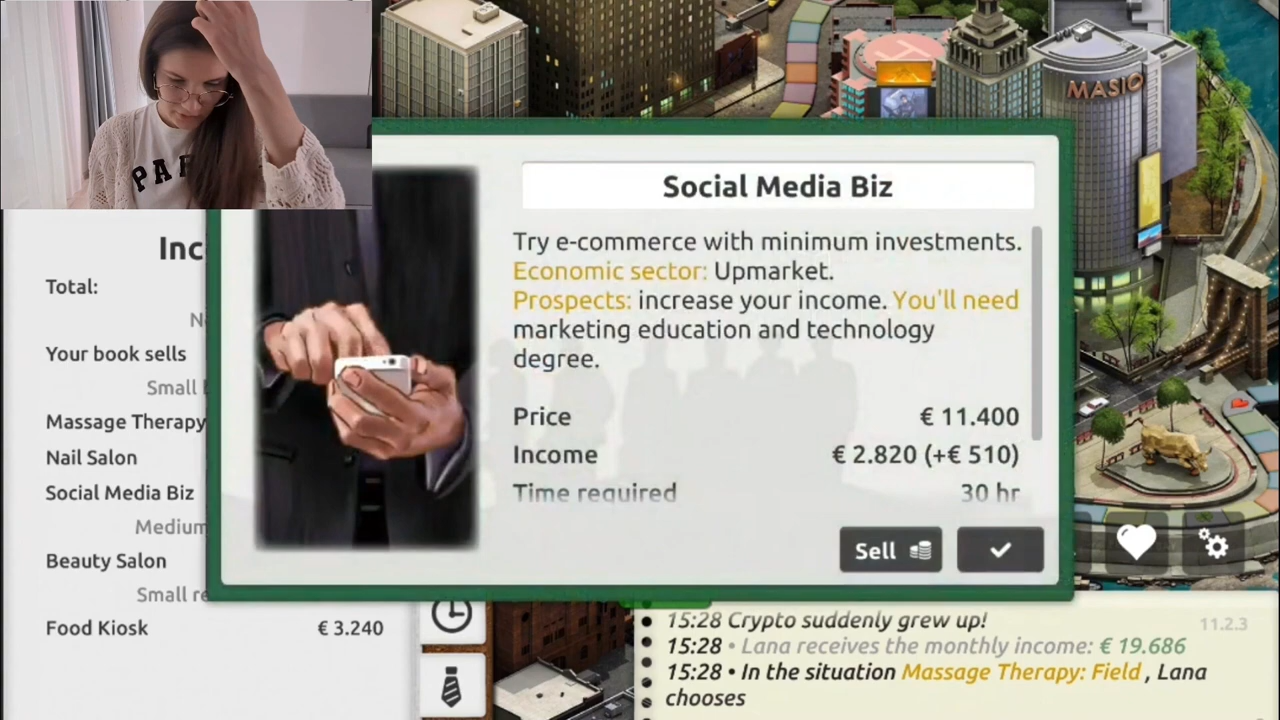 PAR
MASIO
Social Media Biz
Try e-commerce with minimum investments.
Economic sector: Upmarket.
Prospects: increase your income. You'll need
marketing education and technology
degree.
Price € 11.400
Income € 2.820 (+€ 510)
Time required 30 hr
Sell
Inc
Total:
N
Your book sells
Small
Massage Therapy
Nail Salon
Social Media Biz
Medium
Beauty Salon
Small re
Food Kiosk € 3.240
15:28 Crypto suddenly grew up! 11.2.3
15:28 • Lana receives the monthly income: € 19.686
15:28 • In the situation Massage Therapy: Field , Lana
chooses